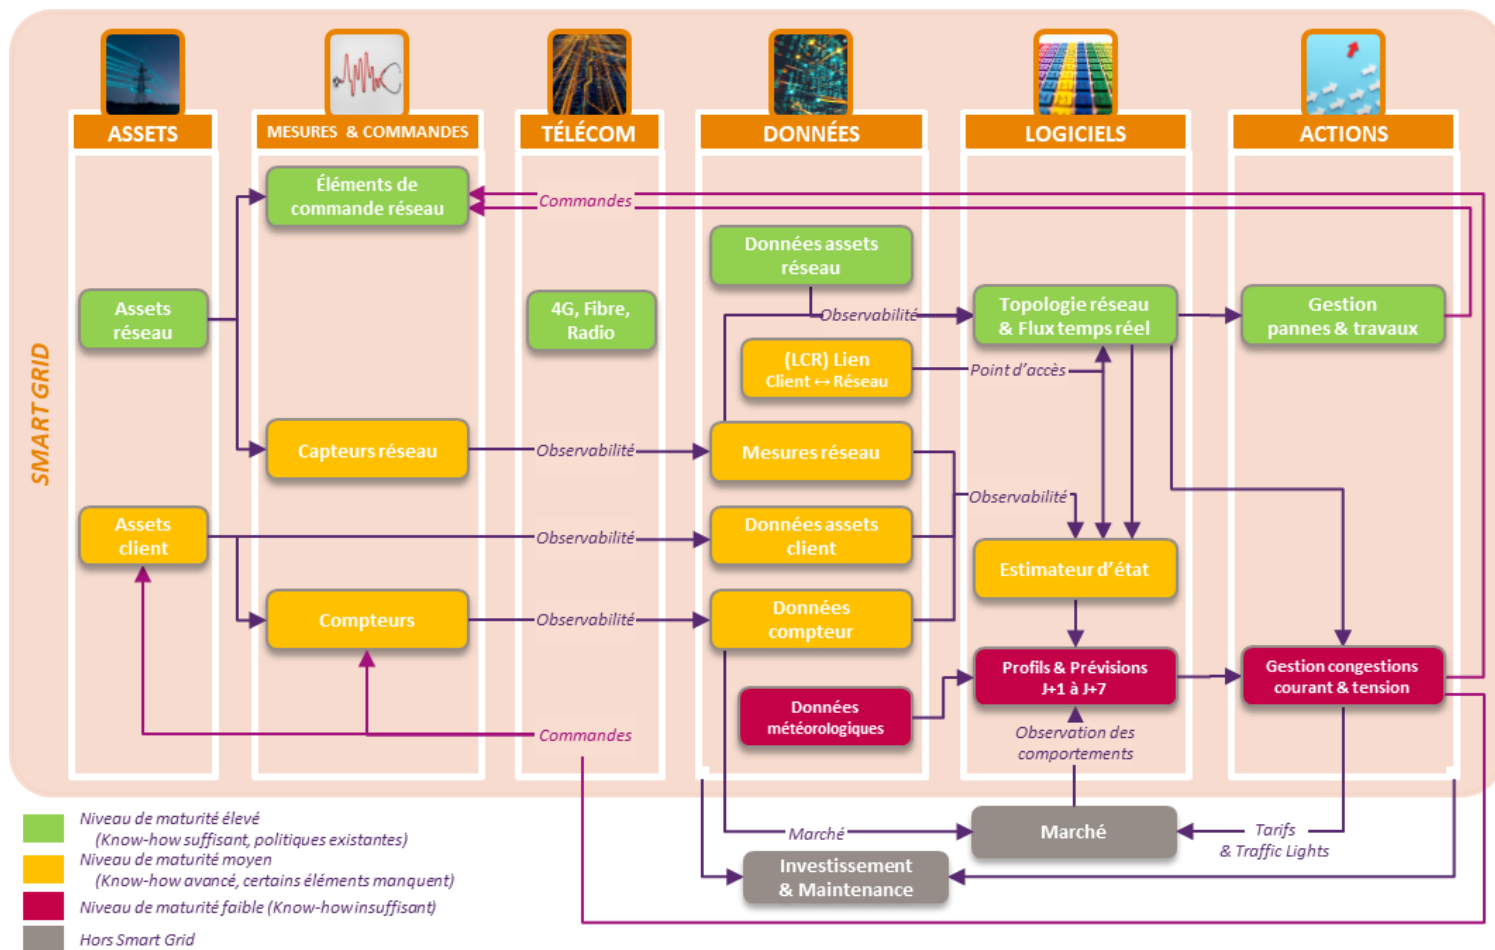 ASSETS
MESURES & COMMANDES
TÉLÉCOM
DONNÉES
LOGICIELS
ACTIONS
SMART GRID
Éléments de
commande réseau
Commandes
Données assets
réseau
Assets
réseau
4G, Fibre,
Radio
Observabilité
Topologie réseau
& Flux temps réel
Gestion
pannes & travaux
(LCR) Lien
Client ↔ Réseau
Point d'accès
Capteurs réseau
Observabilité
Mesures réseau
Observabilité
Assets
client
Observabilité
Données assets
client
Estimateur d'état
Compteurs
Observabilité
Données
compteur
Profils & Prévisions
J+1 à J+7
Gestion congestions
courant & tension
Données
météorologiques
Commandes
Observation des
comportements
Marché
Marché
Tarifs
& Traffic Lights
Investissement
& Maintenance
Niveau de maturité élevé
(Know-how suffisant, politiques existantes)
Niveau de maturité moyen
(Know-how avancé, certains éléments manquent)
Niveau de maturité faible (Know-how insuffisant)
Hors Smart Grid